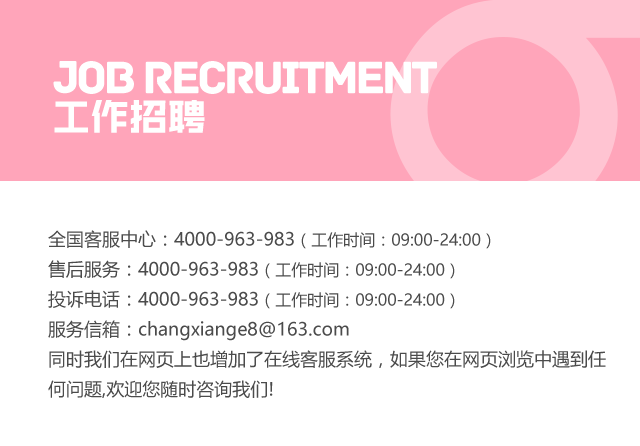 JOB RECRUITMENT
工作招聘
全国客服中心：4000-963-983（工作时间：09:00-24:00）
售后服务：4000-963-983（工作时间：09:00-24:00）
投诉电话：4000-963-983（工作时间：09:00-24:00）
服务信箱：changxiange8@163.com
同时我们在网页上也增加了在线客服系统，如果您在网页浏览中遇到任
何问题,欢迎您随时咨询我们!